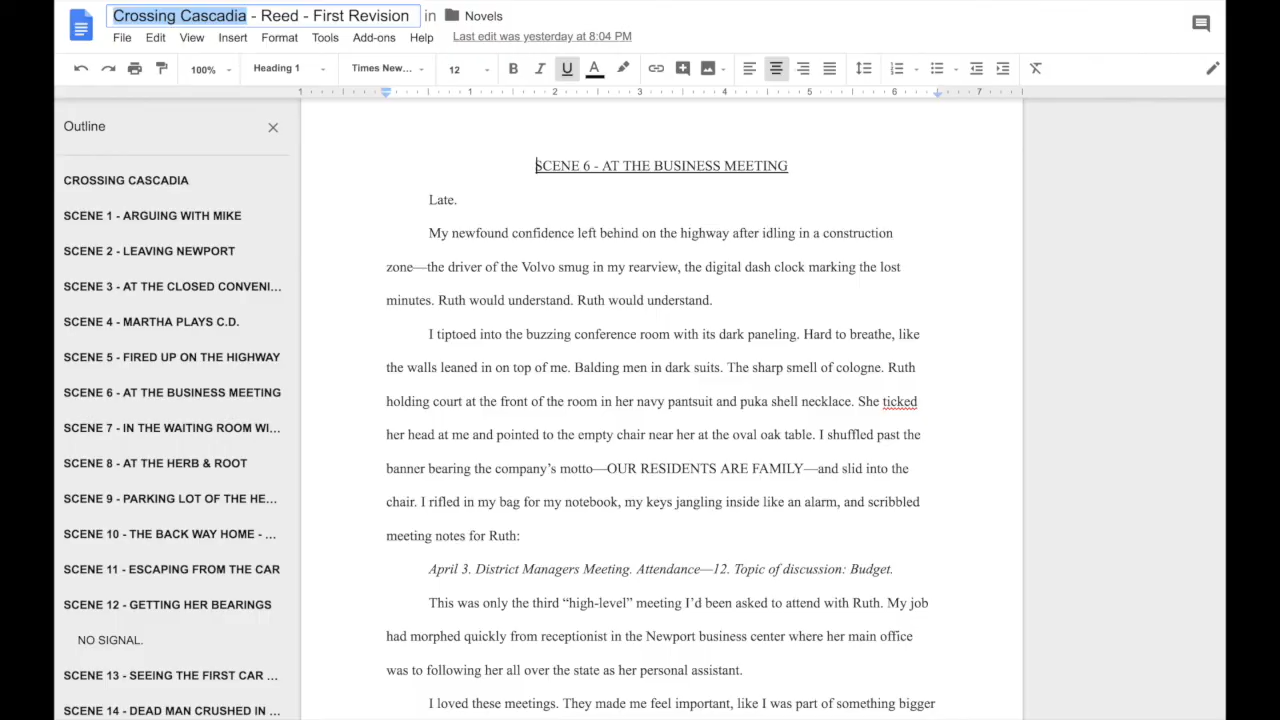 Crossing Cascadia - Reed - First Revision in Novels
File Edit View Insert Format Tools Add-ons Help Last edit was yesterday at 8:04 PM
100% Heading 1 Times New... 12 B I U A
1 1 2 3 4 5 6 7
Outline
CROSSING CASCADIA
SCENE 1 - ARGUING WITH MIKE
SCENE 2 - LEAVING NEWPORT
SCENE 3 - AT THE CLOSED CONVENI...
SCENE 4 - MARTHA PLAYS C.D.
SCENE 5 - FIRED UP ON THE HIGHWAY
SCENE 6 - AT THE BUSINESS MEETING
SCENE 7 - IN THE WAITING ROOM WI...
SCENE 8 - AT THE HERB & ROOT
SCENE 9 - PARKING LOT OF THE HE...
SCENE 10 - THE BACK WAY HOME - ...
SCENE 11 - ESCAPING FROM THE CAR
SCENE 12 - GETTING HER BEARINGS
NO SIGNAL.
SCENE 13 - SEEING THE FIRST CAR ...
SCENE 14 - DEAD MAN CRUSHED IN ...
SCENE 6 - AT THE BUSINESS MEETING
Late.
My newfound confidence left behind on the highway after idling in a construction
zone—the driver of the Volvo smug in my rearview, the digital dash clock marking the lost
minutes. Ruth would understand. Ruth would understand.
I tiptoed into the buzzing conference room with its dark paneling. Hard to breathe, like
the walls leaned in on top of me. Balding men in dark suits. The sharp smell of cologne. Ruth
holding court at the front of the room in her navy pantsuit and puka shell necklace. She ticked
her head at me and pointed to the empty chair near her at the oval oak table. I shuffled past the
banner bearing the company’s motto—OUR RESIDENTS ARE FAMILY—and slid into the
chair. I rifled in my bag for my notebook, my keys jangling inside like an alarm, and scribbled
meeting notes for Ruth:
April 3. District Managers Meeting. Attendance—12. Topic of discussion: Budget.
This was only the third “high-level” meeting I’d been asked to attend with Ruth. My job
had morphed quickly from receptionist in the Newport business center where her main office
was to following her all over the state as her personal assistant.
I loved these meetings. They made me feel important, like I was part of something bigger